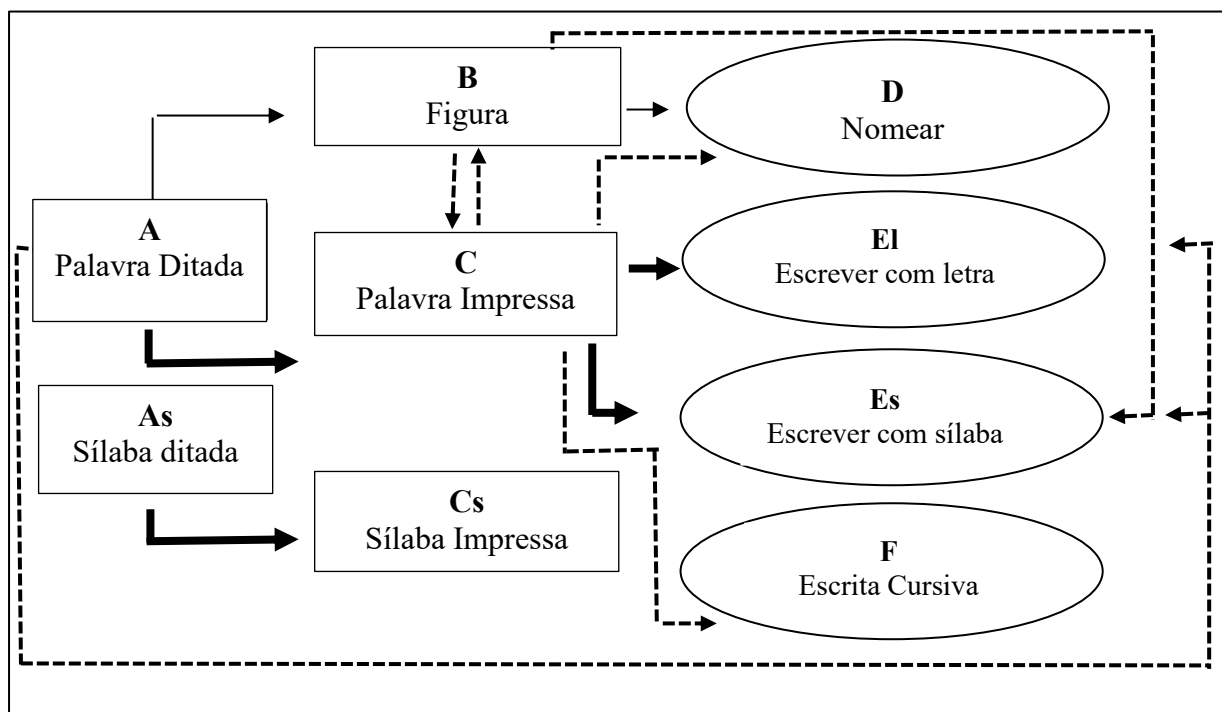 B
Figura
D
Nomear
A
Palavra Ditada
C
Palavra Impressa
El
Escrever com letra
As
Sílaba ditada
Es
Escrever com sílaba
Cs
Sílaba Impressa
F
Escrita Cursiva